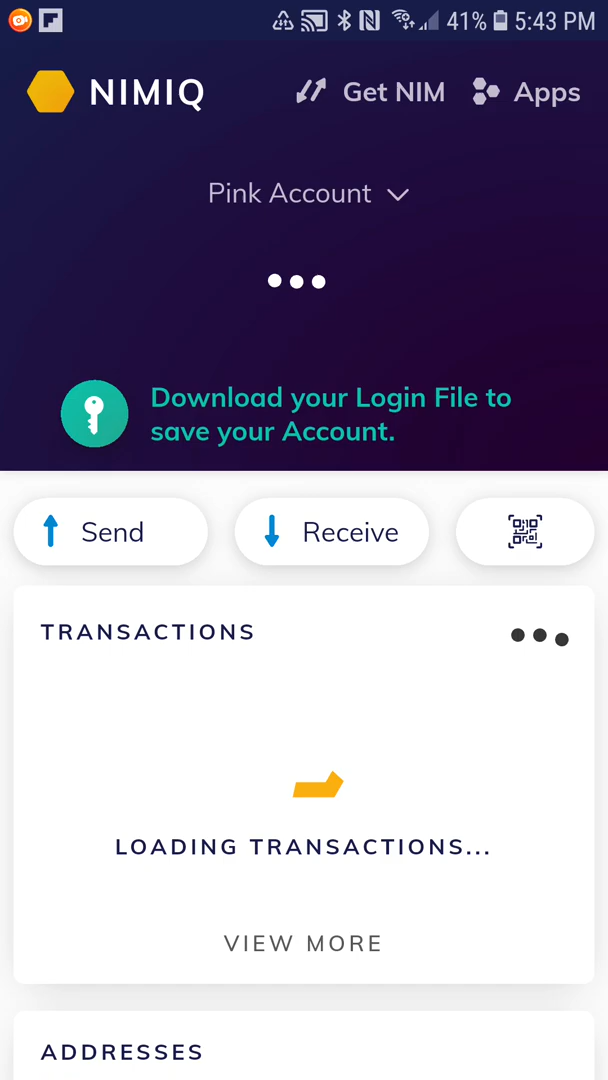 41% 5:43 PM
NIMIQ Get NIM Apps
Pink Account
Download your Login File to
save your Account.
Send Receive
TRANSACTIONS
LOADING TRANSACTIONS...
VIEW MORE
ADDRESSES